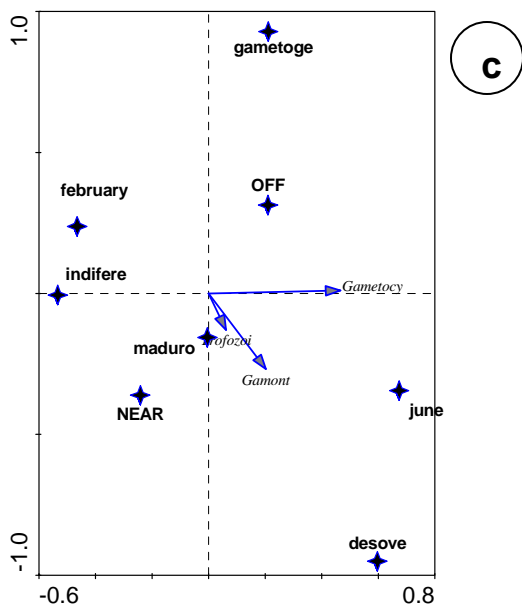 1.0
gametoge
c
february
OFF
indifere
Gametocy
maduro
Gamont
NEAR
june
desove
-1.0
-0.6
0.8